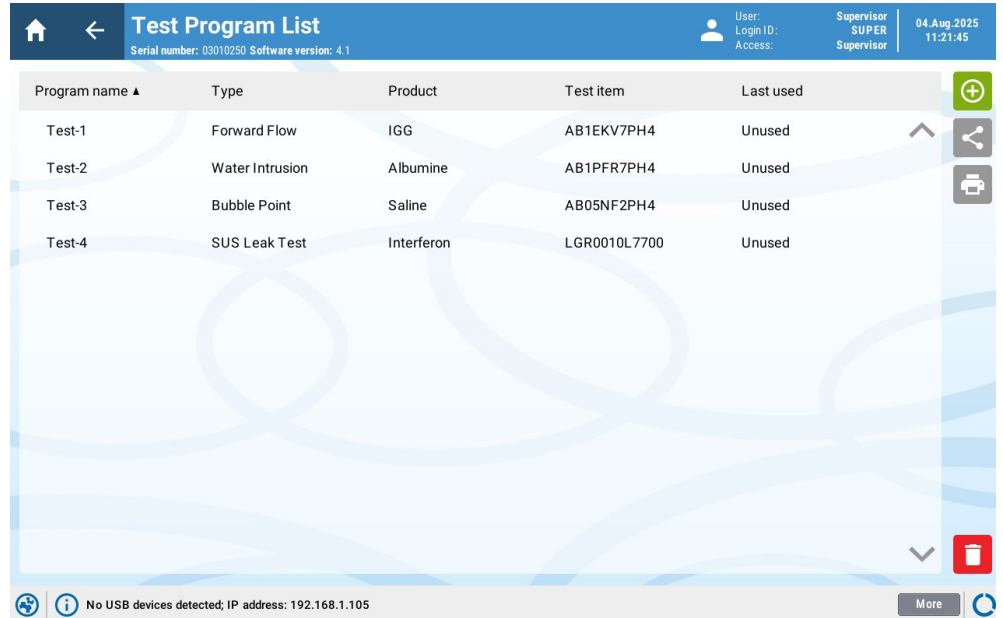 Test Program List
Serial number: 03010250 Software version: 4.1
User: Supervisor
Login ID: SUPER
Access: Supervisor
04.Aug.2025
11:21:45
Program name ▲ Type Product Test item Last used
Test-1 Forward Flow IGG AB1EKV7PH4 Unused
Test-2 Water Intrusion Albumine AB1PFR7PH4 Unused
Test-3 Bubble Point Saline AB05NF2PH4 Unused
Test-4 SUS Leak Test Interferon LGR0010L7700 Unused
No USB devices detected; IP address: 192.168.1.105
More